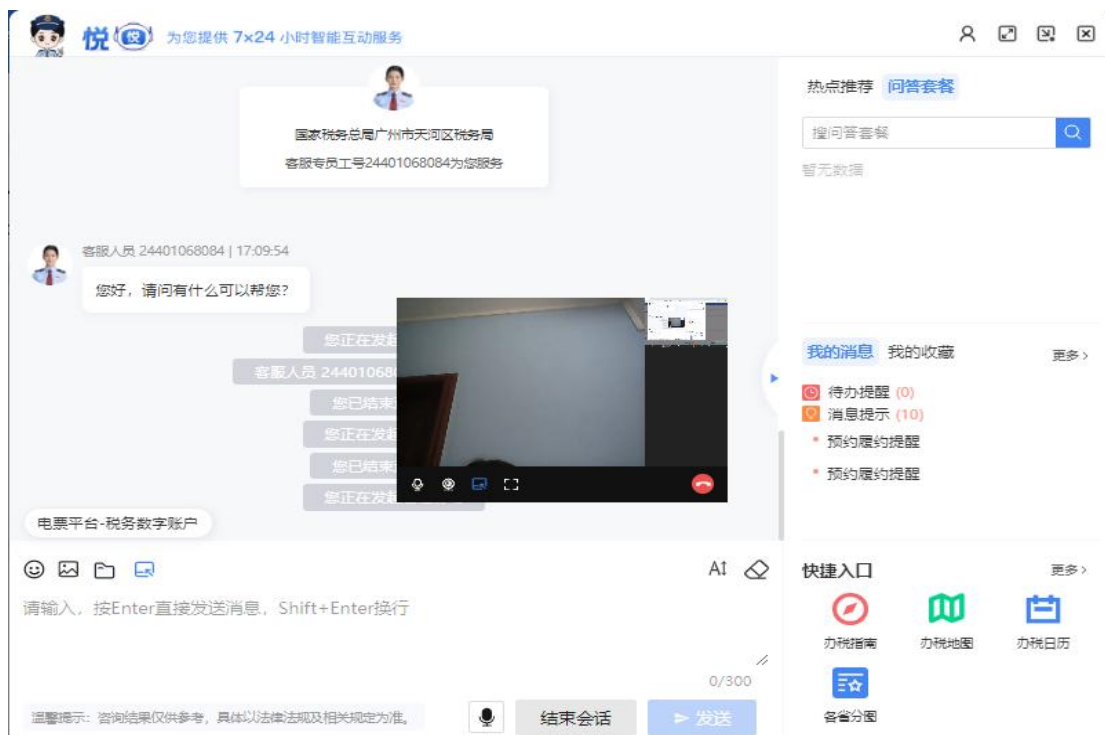 悦 悦
为您提供 7×24 小时智能互动服务
国家税务总局广州市天河区税务局
客服专员工号24401068084为您服务
客服人员 24401068084 | 17:09:54
您好，请问有什么可以帮您?
您正在发起
客服人员 2440106
您已结束
您正在发起
您已结束
您正在发起
电票平台-税务数字账户
请输入，按Enter直接发送消息，Shift+Enter换行
0/300
温馨提示：咨询结果仅供参考，具体以法律法规及相关规定为准。
结束会话
发送
热点推荐 问答套餐
搜问答套餐
暂无数据
我的消息 我的收藏 更多›
待办提醒 (0)
消息提示 (10)
预约履约提醒
预约履约提醒
快捷入口 更多›
办税指南 办税地图 办税日历
各省分图